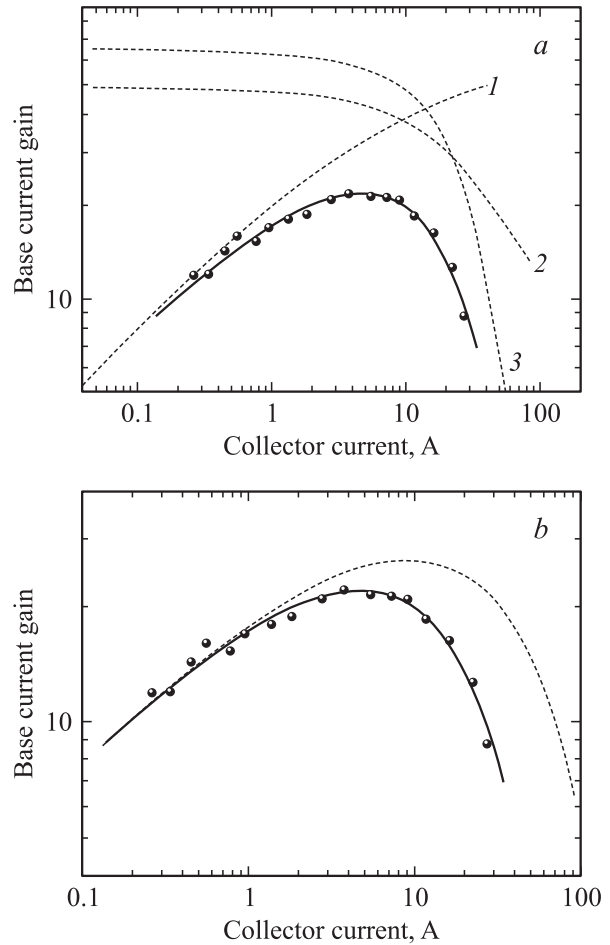 a
1
2
3
Base current gain
10
0.1 1 10 100
Collector current, A
b
Base current gain
10
0.1 1 10 100
Collector current, A